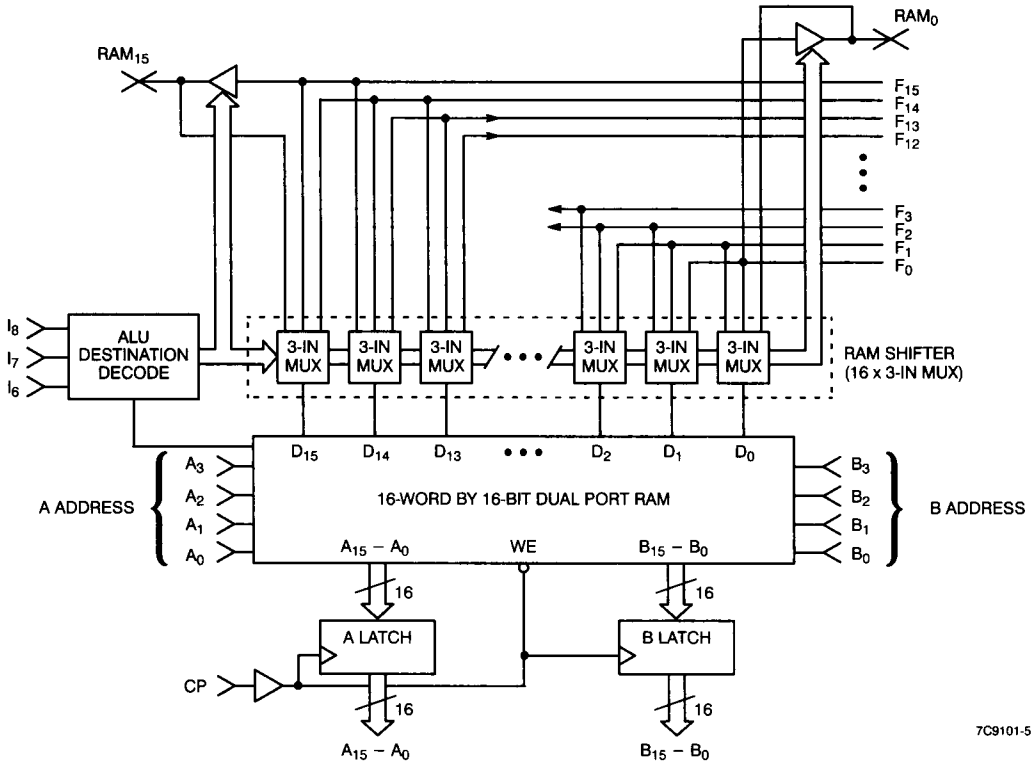 RAM₀
RAM₁₅
F₁₅
F₁₄
F₁₃
F₁₂
F₃
F₂
F₁
F₀
I₈
I₇
I₆
ALU
DESTINATION
DECODE
3-IN
MUX
3-IN
MUX
3-IN
MUX
3-IN
MUX
3-IN
MUX
3-IN
MUX
RAM SHIFTER
(16 x 3-IN MUX)
D₁₅ D₁₄ D₁₃ D₂ D₁ D₀
A ADDRESS
A₃
A₂
A₁
A₀
16-WORD BY 16-BIT DUAL PORT RAM
B₃
B₂
B₁
B₀
B ADDRESS
A₁₅ – A₀ WE B₁₅ – B₀
16 16
A LATCH B LATCH
CP
16 16
A₁₅ – A₀ B₁₅ – B₀
7C9101-5